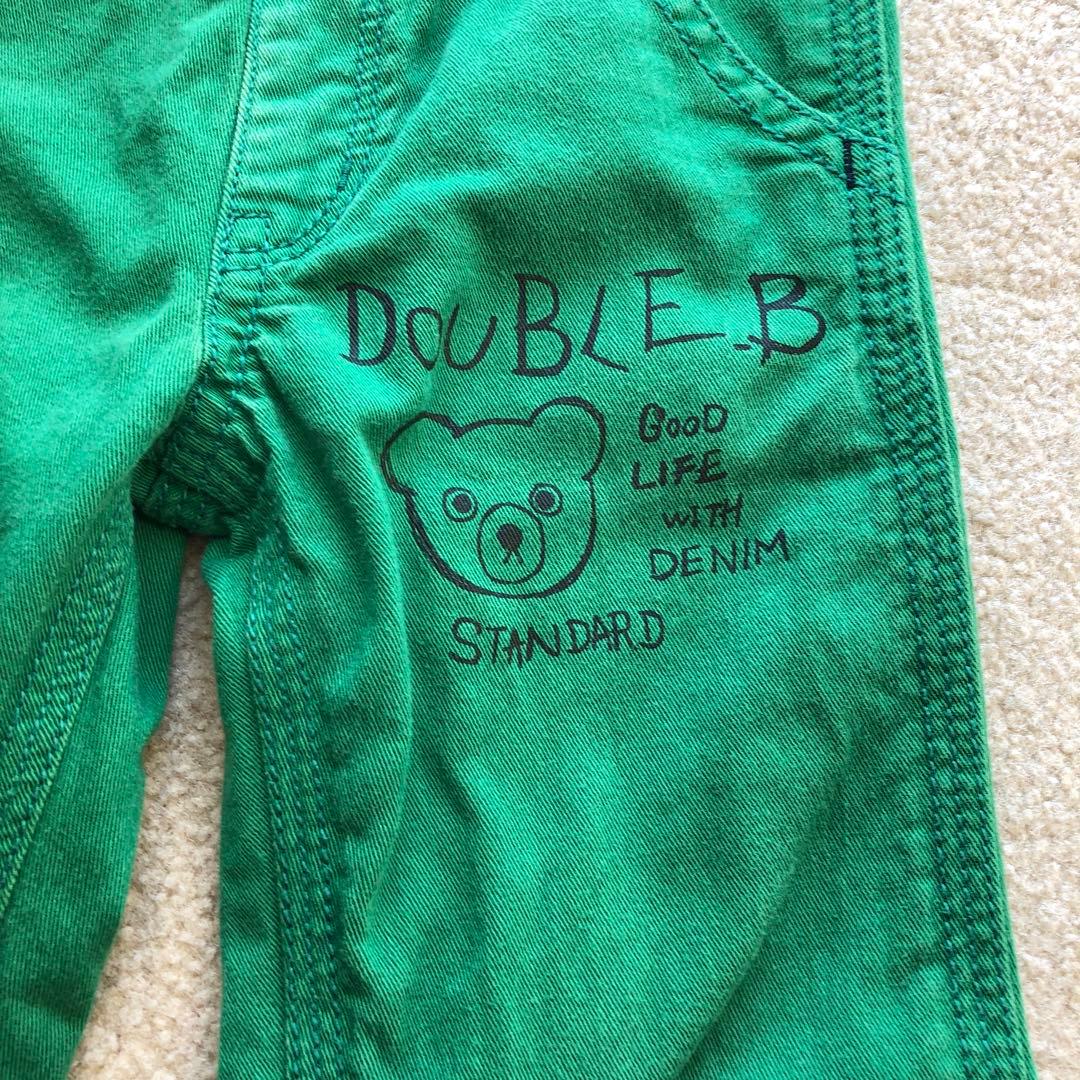 DOUBLE.B
GOOD
LIFE
WITH
DENIM
STANDARD